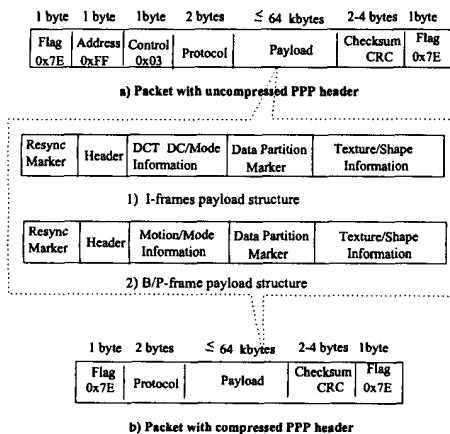 1 byte 1 byte 1byte 2 bytes ≤ 64 kbytes 2-4 bytes 1byte
Flag Address Control Protocol Payload Checksum Flag
0x7E 0xFF 0x03 CRC 0x7E
a) Packet with uncompressed PPP header
Resync Header DCT DC/Mode Data Partition Texture/Shape
Marker Information Marker Information
1) I-frames payload structure
Resync Header Motion/Mode Data Partition Texture/Shape
Marker Information Marker Information
2) B/P-frame payload structure
1 byte 2 bytes ≤ 64 kbytes 2-4 bytes 1byte
Flag Protocol Payload Checksum Flag
0x7E CRC 0x7E
b) Packet with compressed PPP header